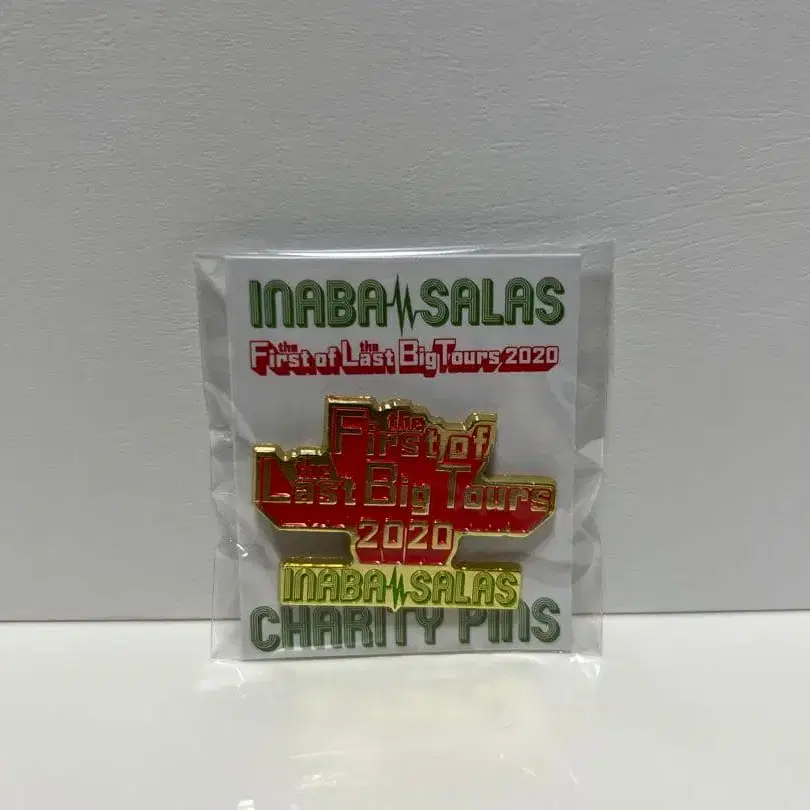 INABA SALAS
the First of the Last Big Tours 2020
the
First of
the
Last Big Tours
2020
INABA SALAS
CHARITY PINS